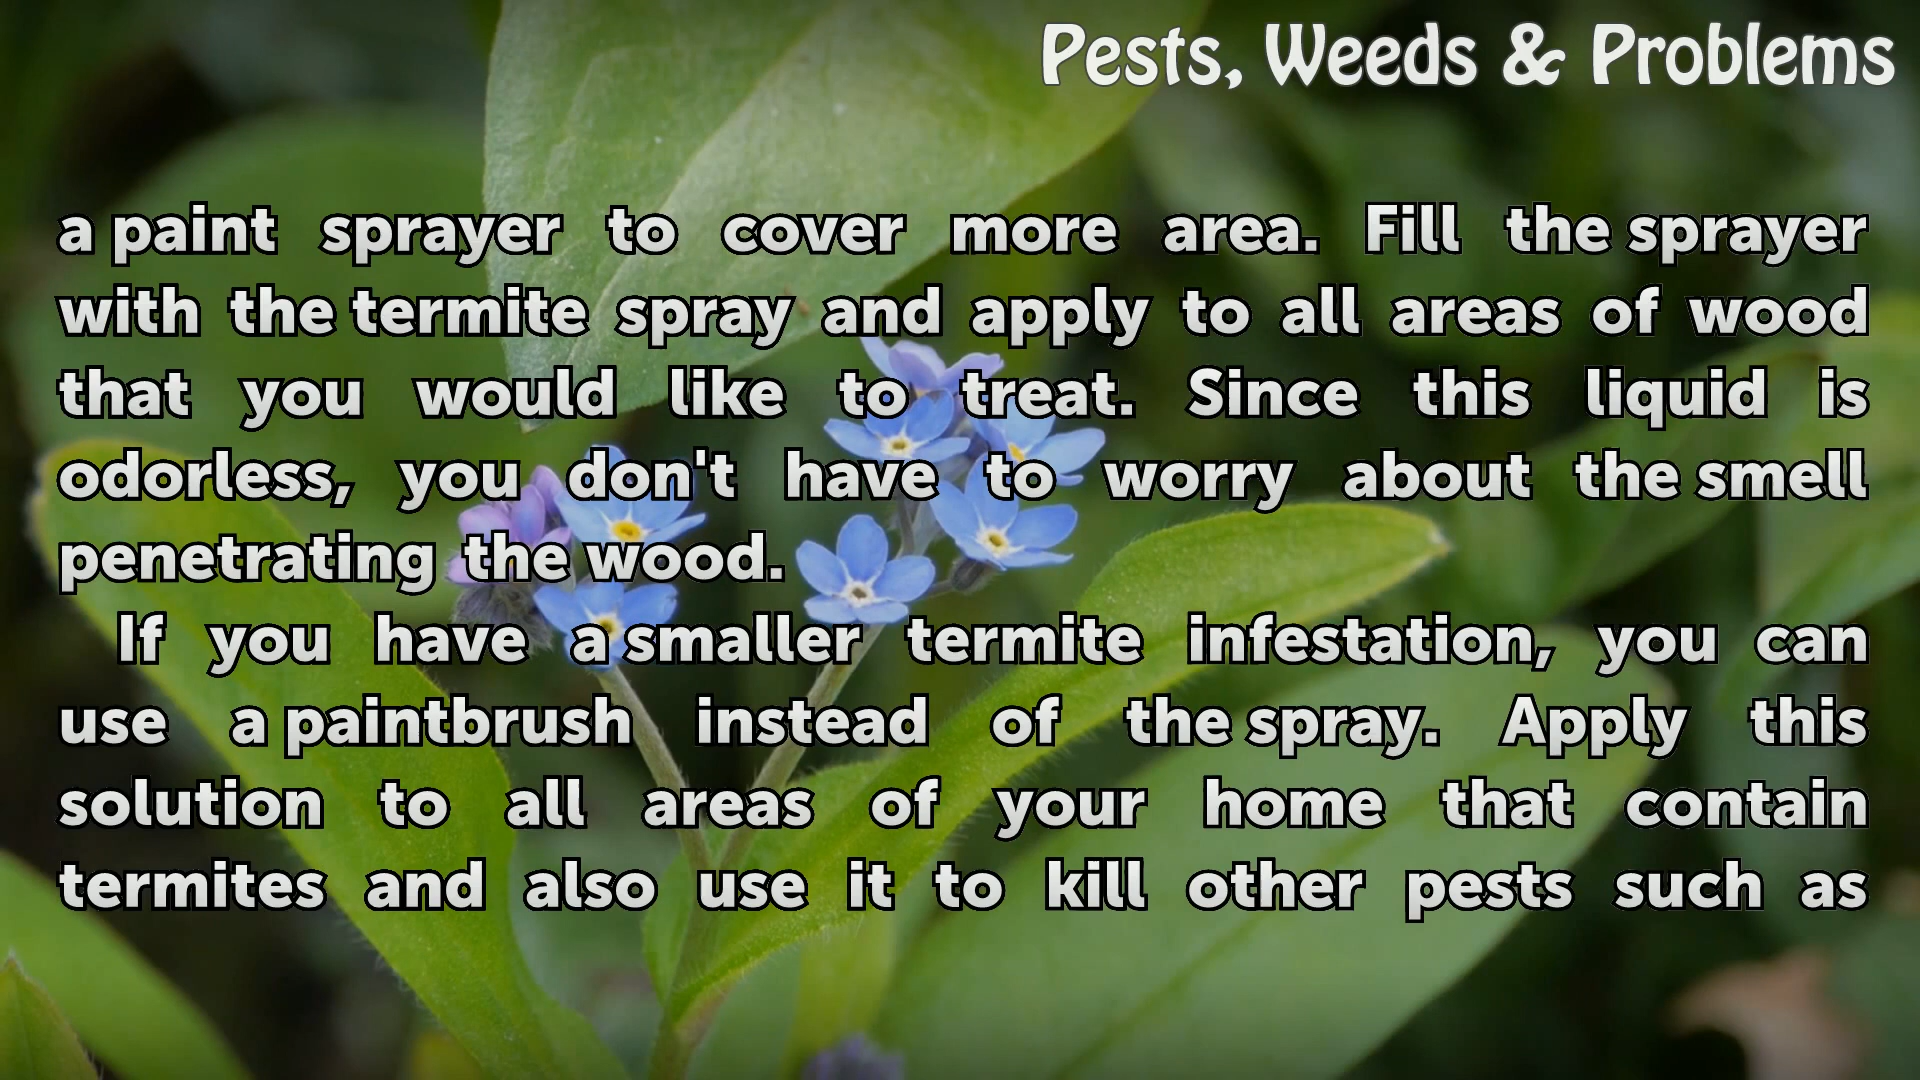 Pests, Weeds & Problems
a paint sprayer to cover more area. Fill the sprayer
with the termite spray and apply to all areas of wood
that you would like to treat. Since this liquid is
odorless, you don't have to worry about the smell
penetrating the wood.
If you have a smaller termite infestation, you can
use a paintbrush instead of the spray. Apply this
solution to all areas of your home that contain
termites and also use it to kill other pests such as